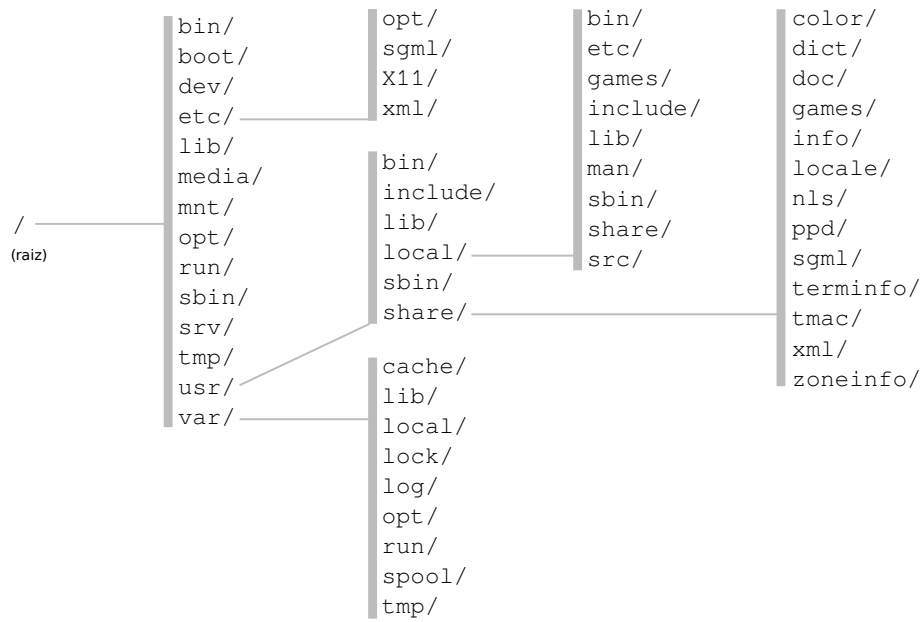 /
(raiz)
bin/
boot/
dev/
etc/
lib/
media/
mnt/
opt/
run/
sbin/
srv/
tmp/
usr/
var/
opt/
sgml/
X11/
xml/
bin/
include/
lib/
local/
sbin/
share/
cache/
lib/
local/
lock/
log/
opt/
run/
spool/
tmp/
bin/
etc/
games/
include/
lib/
man/
sbin/
share/
src/
color/
dict/
doc/
games/
info/
locale/
nls/
ppd/
sgml/
terminfo/
tmac/
xml/
zoneinfo/